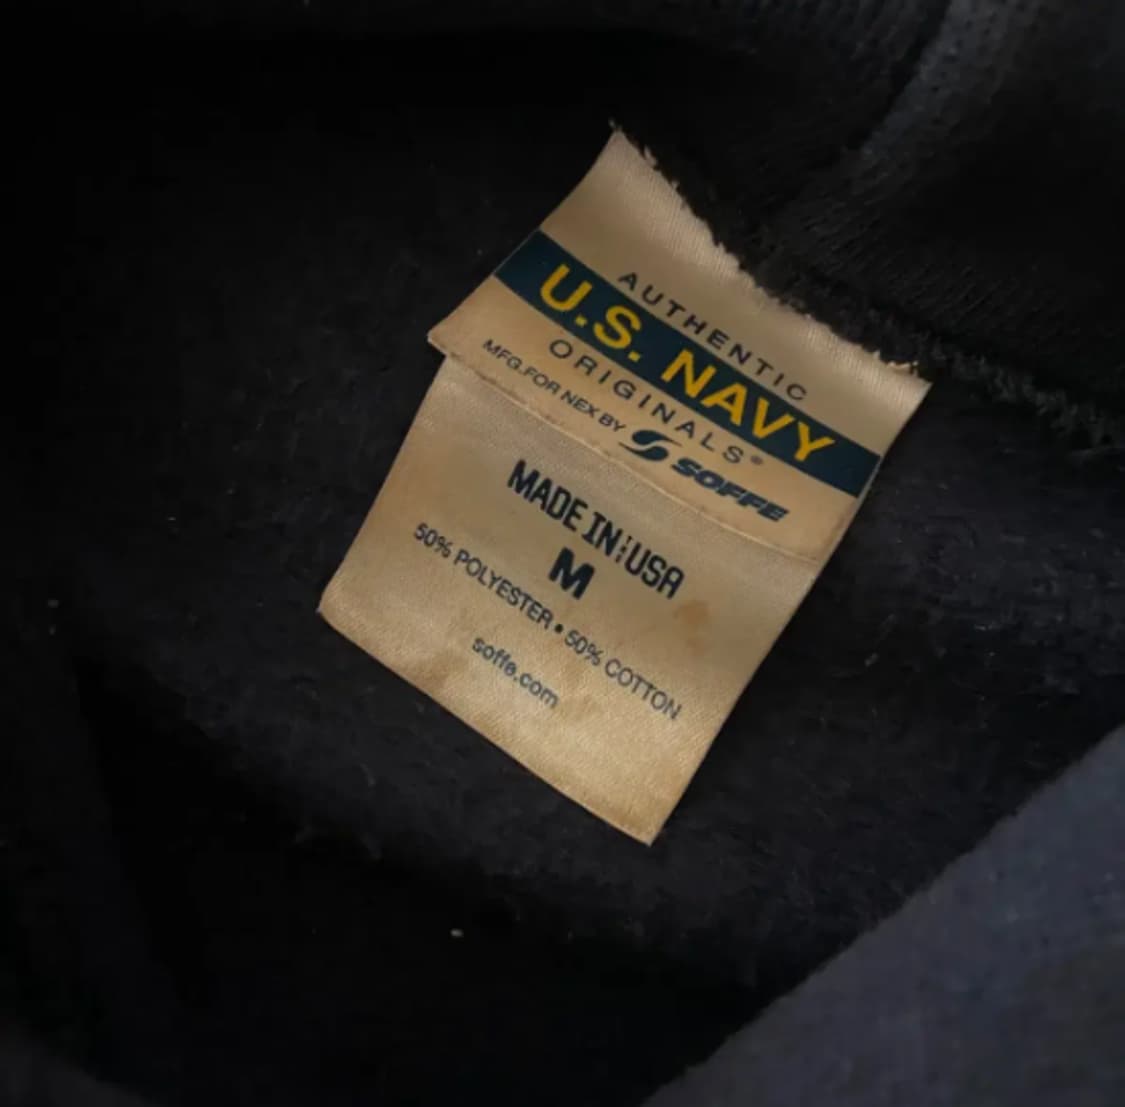 AUTHENTIC
U.S. NAVY
ORIGINALS®
MFG.FOR NEX BY SOFFE
MADE IN USA
M
50% POLYESTER • 50% COTTON
soffe.com